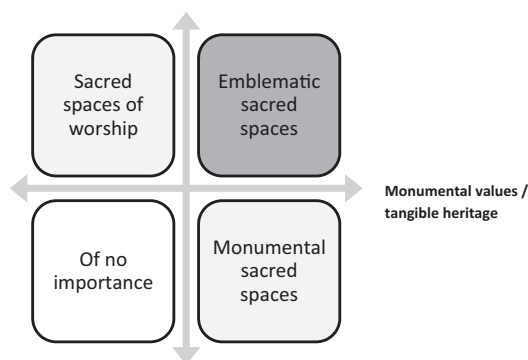 Sacred
spaces of
worship
Emblematic
sacred
spaces
Monumental values /
tangible heritage
Of no
importance
Monumental
sacred
spaces